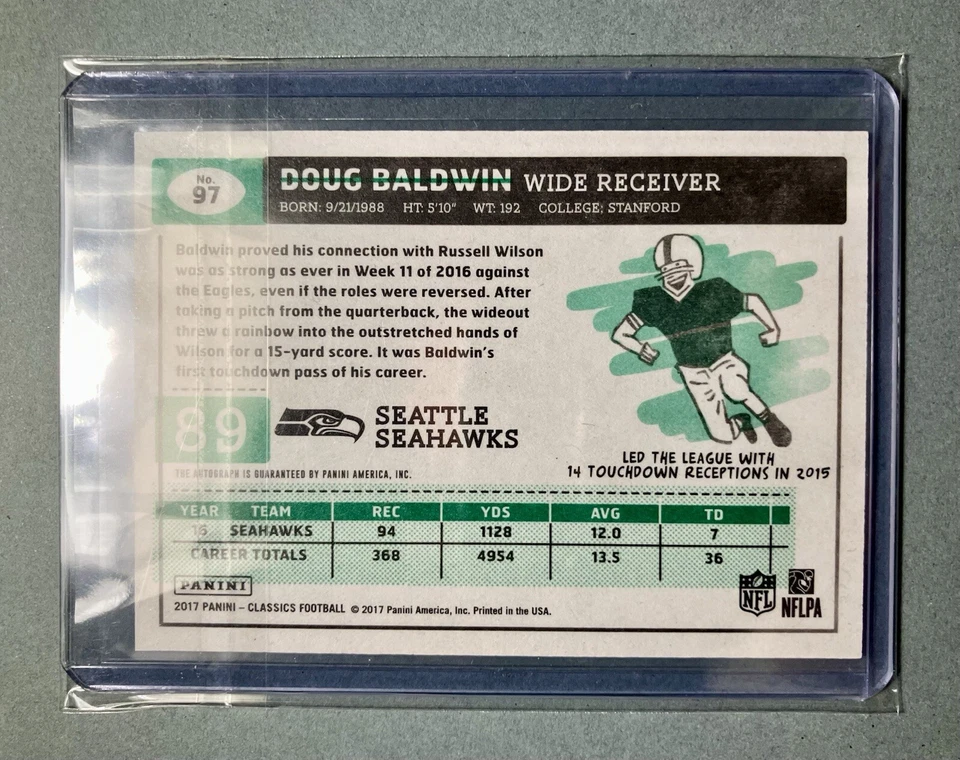 No.
97
DOUG BALDWIN WIDE RECEIVER
BORN: 9/21/1988 HT: 5'10" WT: 192 COLLEGE: STANFORD
Baldwin proved his connection with Russell Wilson
was as strong as ever in Week 11 of 2016 against
the Eagles, even if the roles were reversed. After
taking a pitch from the quarterback, the wideout
threw a rainbow into the outstretched hands of
Wilson for a 15-yard score. It was Baldwin's
first touchdown pass of his career.
89
SEATTLE
SEAHAWKS
LED THE LEAGUE WITH
14 TOUCHDOWN RECEPTIONS IN 2015
THE AUTOGRAPH IS GUARANTEED BY PANINI AMERICA, INC.
YEAR TEAM REC YDS AVG TD
16 SEAHAWKS 94 1128 12.0 7
CAREER TOTALS 368 4954 13.5 36
PANINI
2017 PANINI – CLASSICS FOOTBALL © 2017 Panini America, Inc. Printed in the USA.
NFL
NFLPA